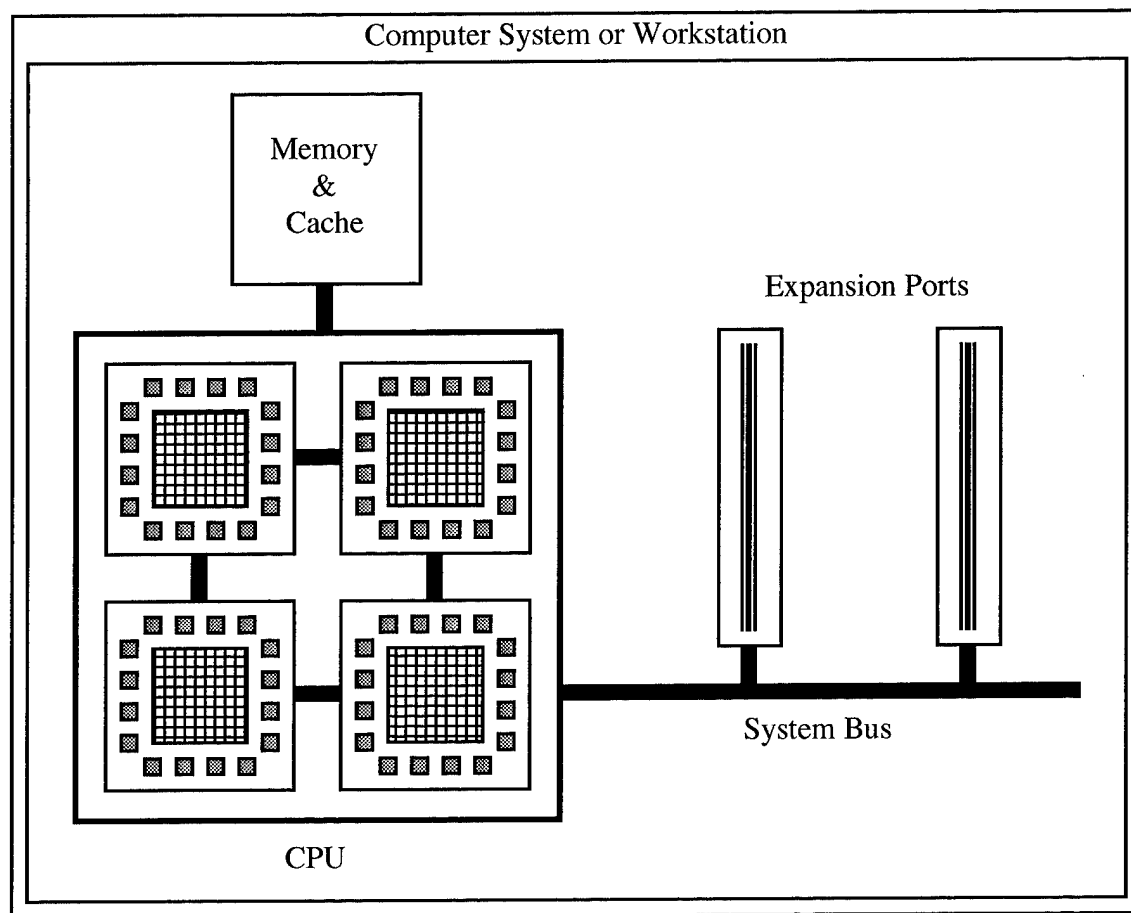 Computer System or Workstation
Memory
&
Cache
Expansion Ports
System Bus
CPU